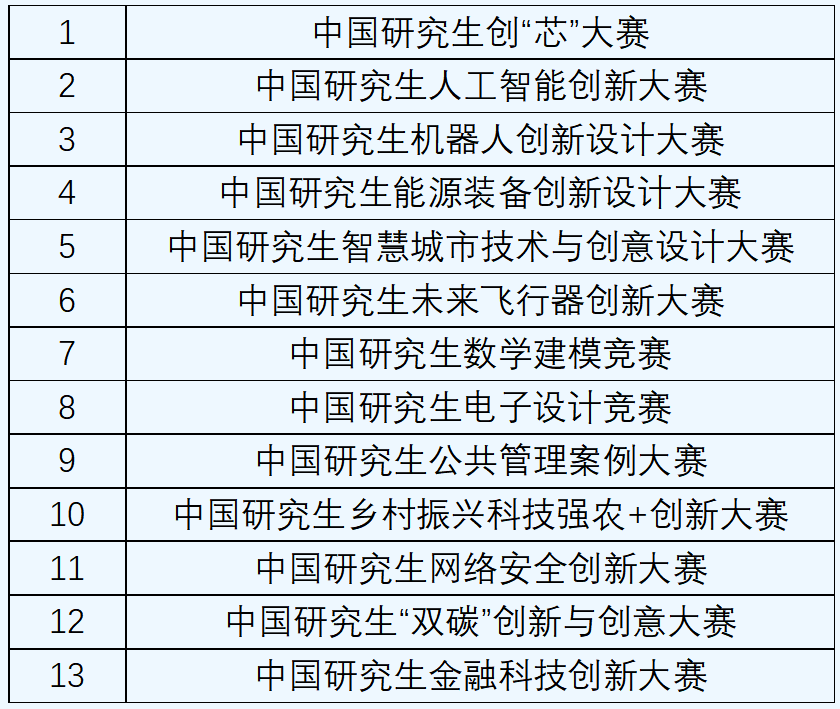 1 中国研究生创“芯”大赛
2 中国研究生人工智能创新大赛
3 中国研究生机器人创新设计大赛
4 中国研究生能源装备创新设计大赛
5 中国研究生智慧城市技术与创意设计大赛
6 中国研究生未来飞行器创新大赛
7 中国研究生数学建模竞赛
8 中国研究生电子设计竞赛
9 中国研究生公共管理案例大赛
10 中国研究生乡村振兴科技强农+创新大赛
11 中国研究生网络安全创新大赛
12 中国研究生“双碳”创新与创意大赛
13 中国研究生金融科技创新大赛